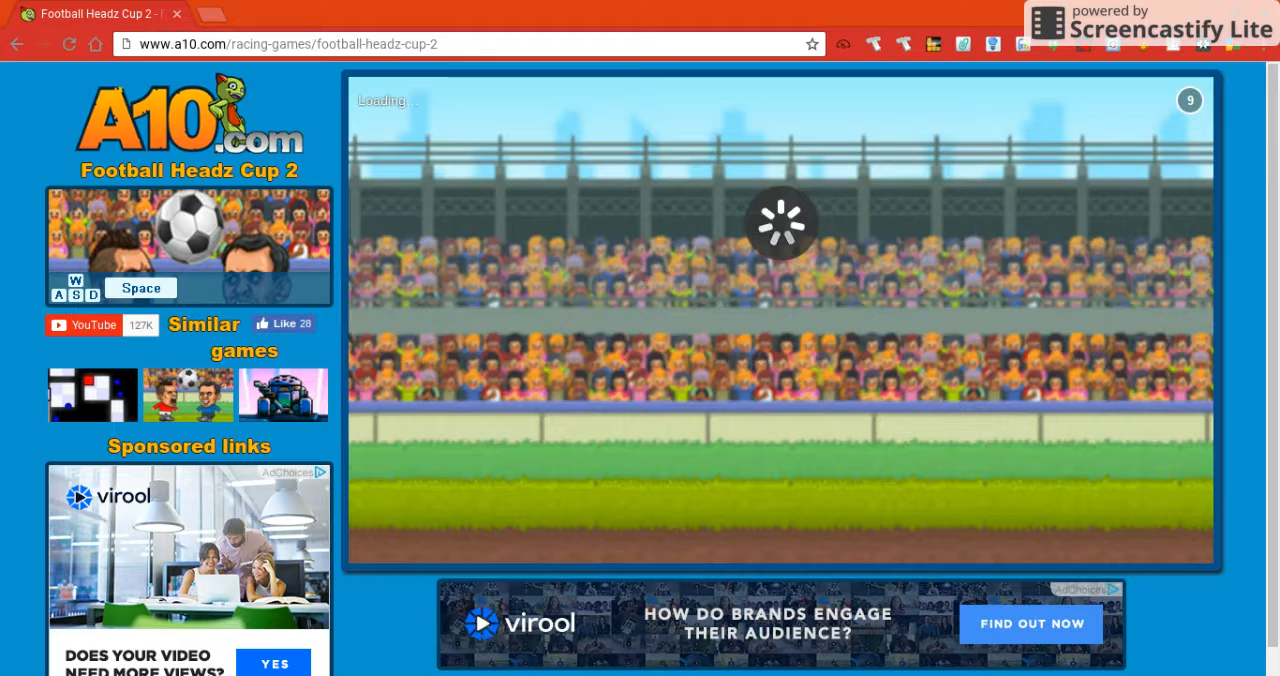 Football Headz Cup 2 - F
powered by
Screencastify Lite
www.a10.com/racing-games/football-headz-cup-2
A10
.com
Football Headz Cup 2
W
A S D
Space
YouTube 127K
Similar
games
Like 28
Sponsored links
AdChoices
virool
DOES YOUR VIDEO
NEED MORE VIEWS?
YES
Loading...
9
AdChoices
virool
HOW DO BRANDS ENGAGE
THEIR AUDIENCE?
FIND OUT NOW